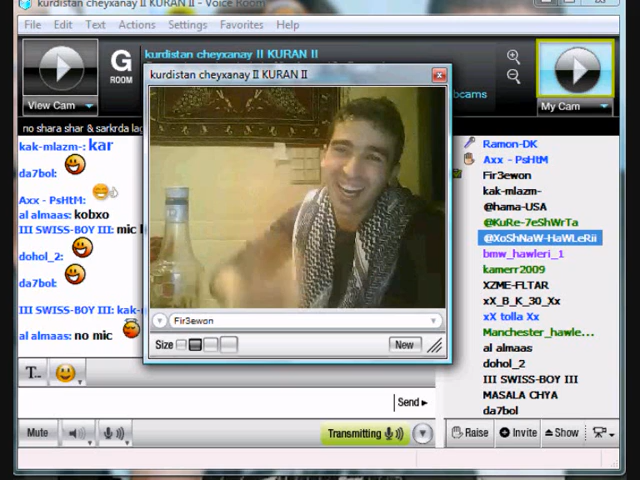 kurdistan cheyxanay II KURAN II - Voice Room
File Edit Text Actions Settings Favorites Help
View Cam
G
ROOM
kurdistan cheyxanay II KURAN II
kurdistan cheyxanay II KURAN II
My Cam
no shara shar & sarkrda
kak-mlazm-: kar
da7bol:
Axx - PsHtM:
al almaas: kobxo
III SWISS-BOY III: mic
dohol_2:
da7bol:
III SWISS-BOY III: kak-
al almaas: no mic
Fir3ewon
Size
New
Ramon-DK
Axx - PsHtM
Fir3ewon
kak-mlazm-
@hama-USA
@KuRe-7eShWrTa
@XoShNaW-HaWLeRii
bmw_hawleri_1
kamerr2009
XZME-FLTAR
xX_B_K_30_Xx
xX tolla Xx
Manchester_hawle...
al almaas
dohol_2
III SWISS-BOY III
MASALA CHYA
da7bol
T...
Send
Mute
Transmitting
Raise
Invite
Show